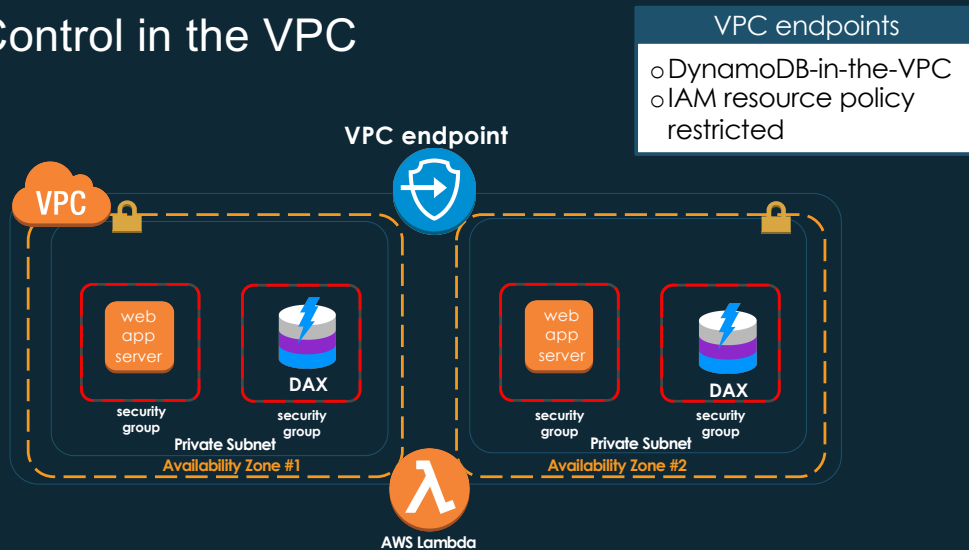 Control in the VPC
VPC endpoints
o DynamoDB-in-the-VPC
o IAM resource policy
restricted
VPC endpoint
VPC
web
app
server
DAX
security
group
security
group
Private Subnet
Availability Zone #1
web
app
server
DAX
security
group
security
group
Private Subnet
Availability Zone #2
λ
AWS Lambda